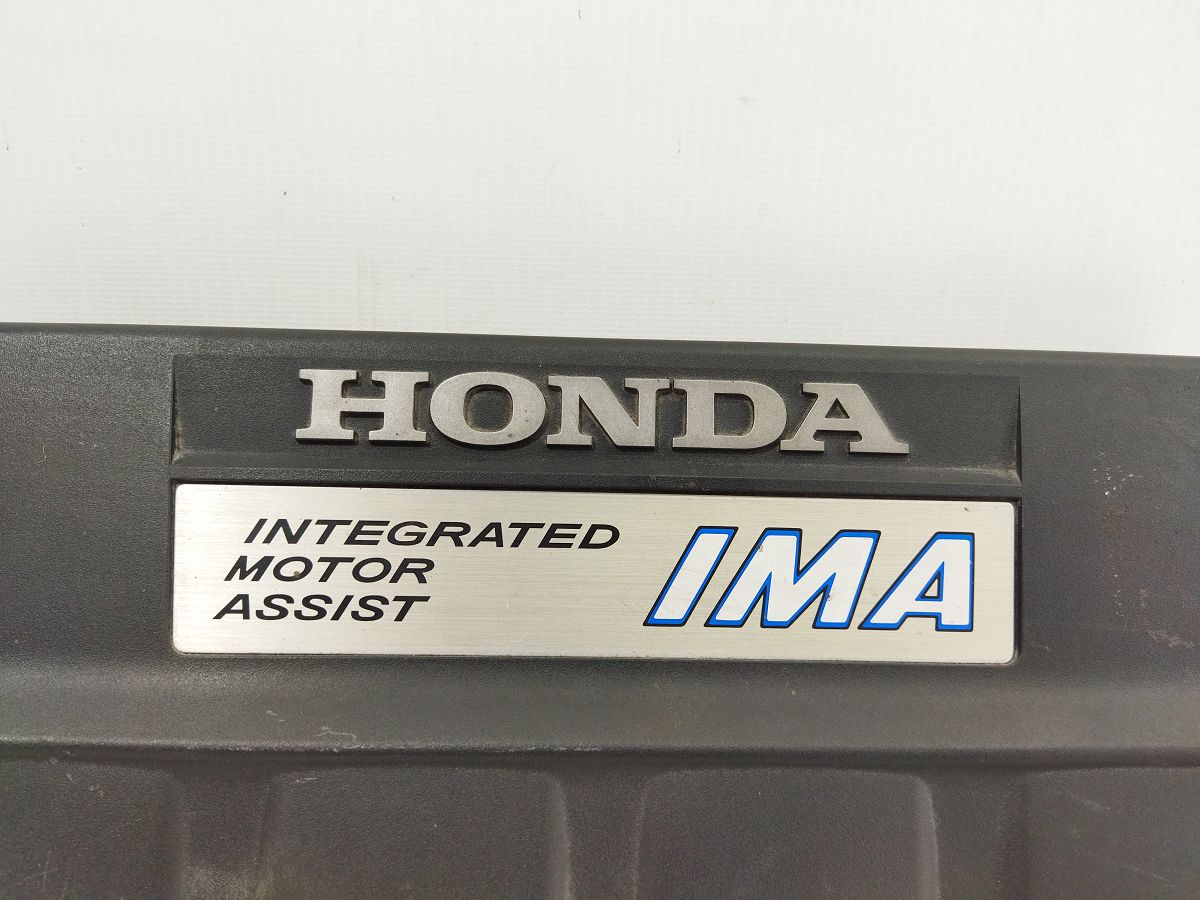 HONDA
INTEGRATED
MOTOR
ASSIST
IMA